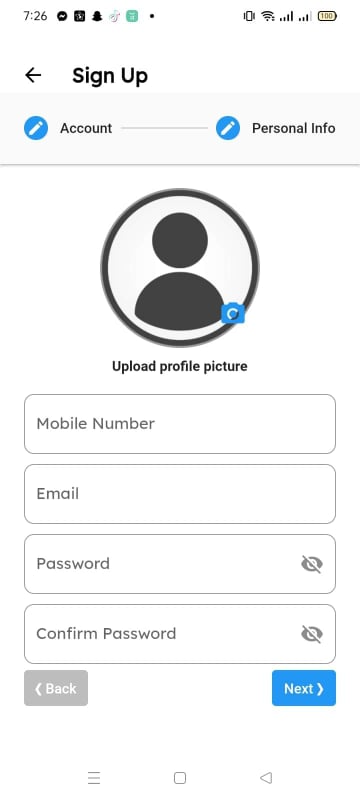 7:26
100
Sign Up
Account
Personal Info
Upload profile picture
Mobile Number
Email
Password
Confirm Password
❮ Back
Next ❯